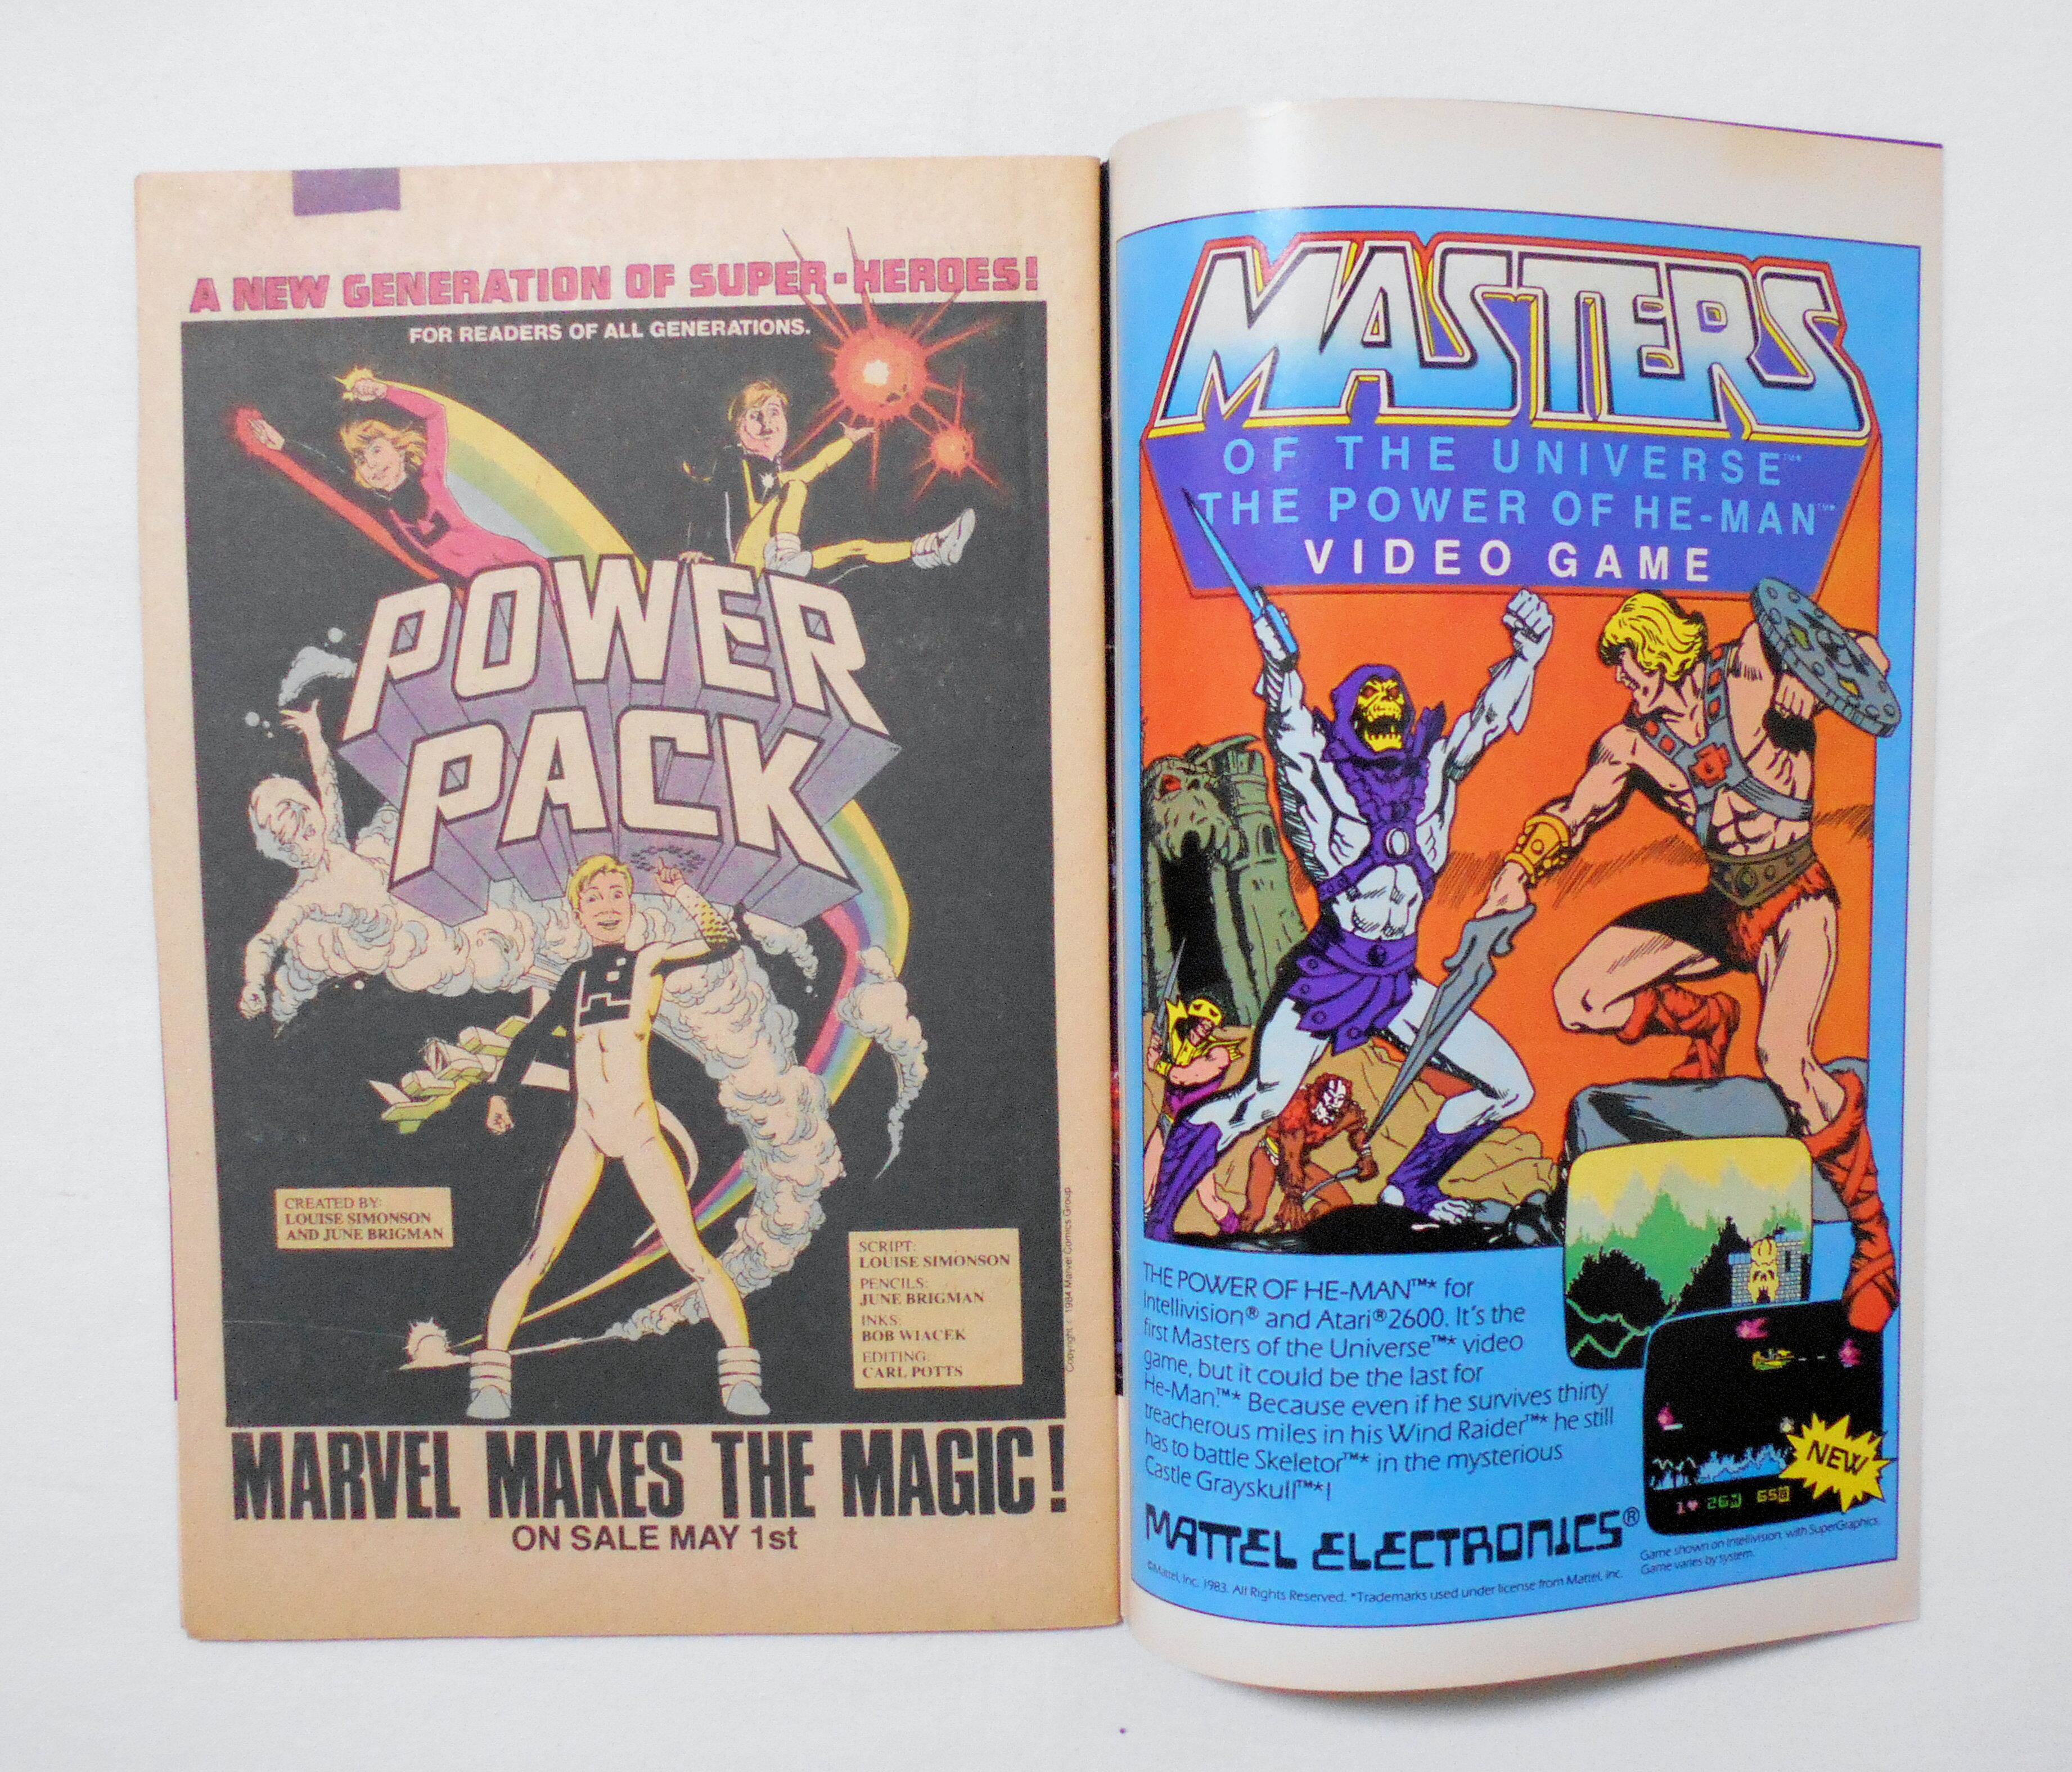 A NEW GENERATION OF SUPER-HEROES!
FOR READERS OF ALL GENERATIONS.
POWER
PACK
CREATED BY:
LOUISE SIMONSON
AND JUNE BRIGMAN
SCRIPT:
LOUISE SIMONSON
PENCILS:
JUNE BRIGMAN
INKS:
BOB WIACEK
EDITING:
CARL POTTS
Copyright © 1984 Marvel Comics Group
MARVEL MAKES THE MAGIC!
ON SALE MAY 1st
MASTERS
OF THE UNIVERSE™*
THE POWER OF HE-MAN™*
VIDEO GAME
THE POWER OF HE-MAN™* for
Intellivision® and Atari® 2600. It's the
first Masters of the Universe™* video
game, but it could be the last for
He-Man.™* Because even if he survives thirty
treacherous miles in his Wind Raider™* he still
has to battle Skeletor™* in the mysterious
Castle Grayskull™*!
NEW
MATTEL ELECTRONICS®
Game shown on Intellivision with SuperGraphics.
Game varies by system.
©Mattel, Inc. 1983. All Rights Reserved. *Trademarks used under license from Mattel, Inc.